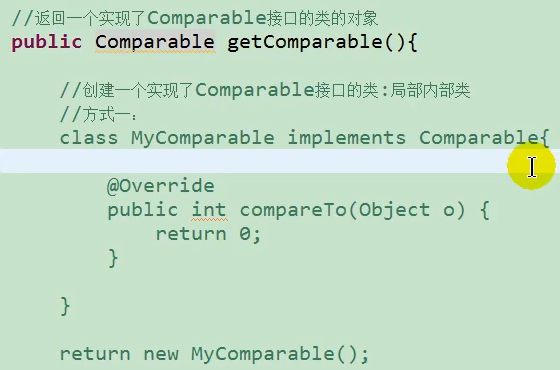 //返回一个实现了Comparable接口的类的对象
public Comparable getComparable(){
//创建一个实现了Comparable接口的类:局部内部类
//方式一:
class MyComparable implements Comparable{
@Override
public int compareTo(Object o) {
return 0;
}
}
return new MyComparable();